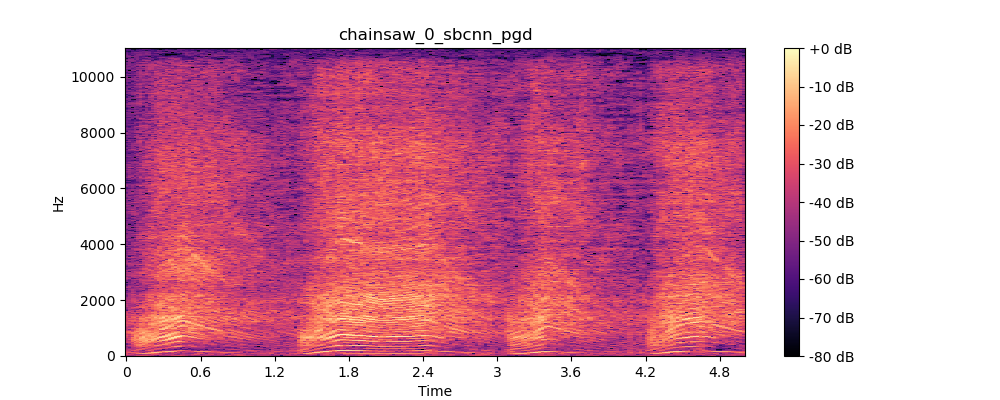 chainsaw_0_sbcnn_pgd
10000
8000
6000
4000
2000
0
Hz
0 0.6 1.2 1.8 2.4 3 3.6 4.2 4.8
Time
+0 dB
-10 dB
-20 dB
-30 dB
-40 dB
-50 dB
-60 dB
-70 dB
-80 dB